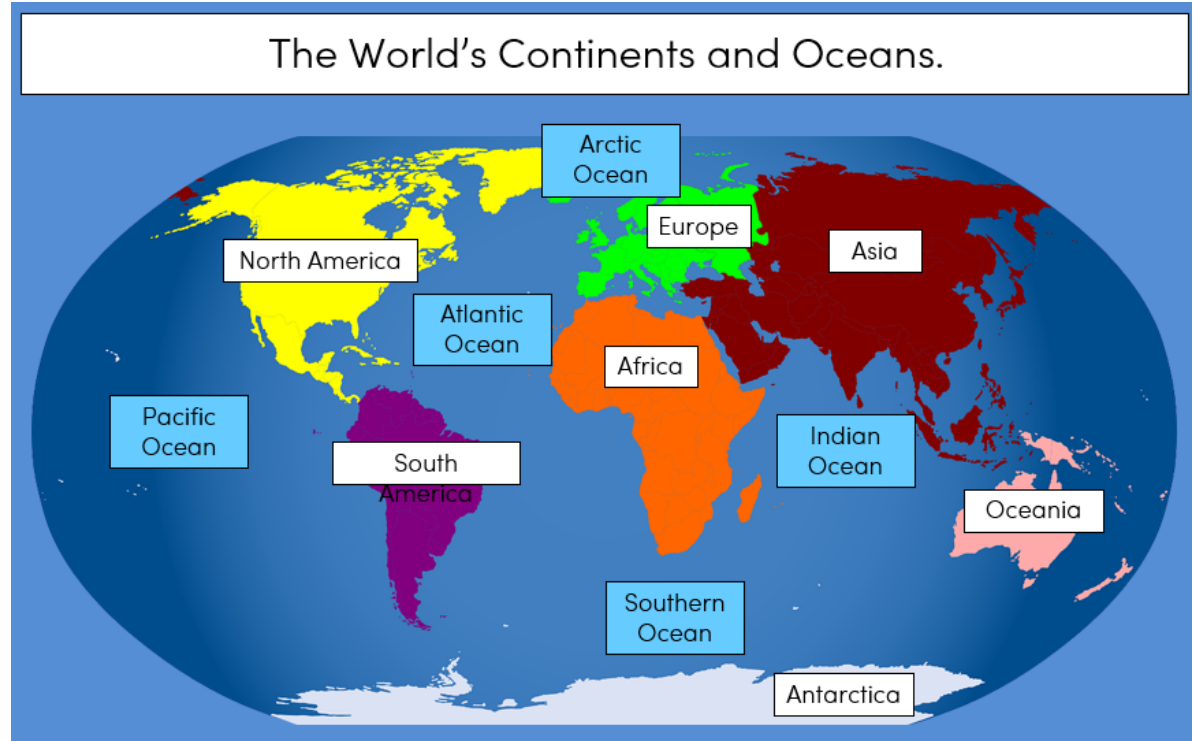 The World's Continents and Oceans.
Arctic
Ocean
Europe
Asia
North America
Atlantic
Ocean
Africa
Pacific
Ocean
Indian
Ocean
South
America
Oceania
Southern
Ocean
Antarctica